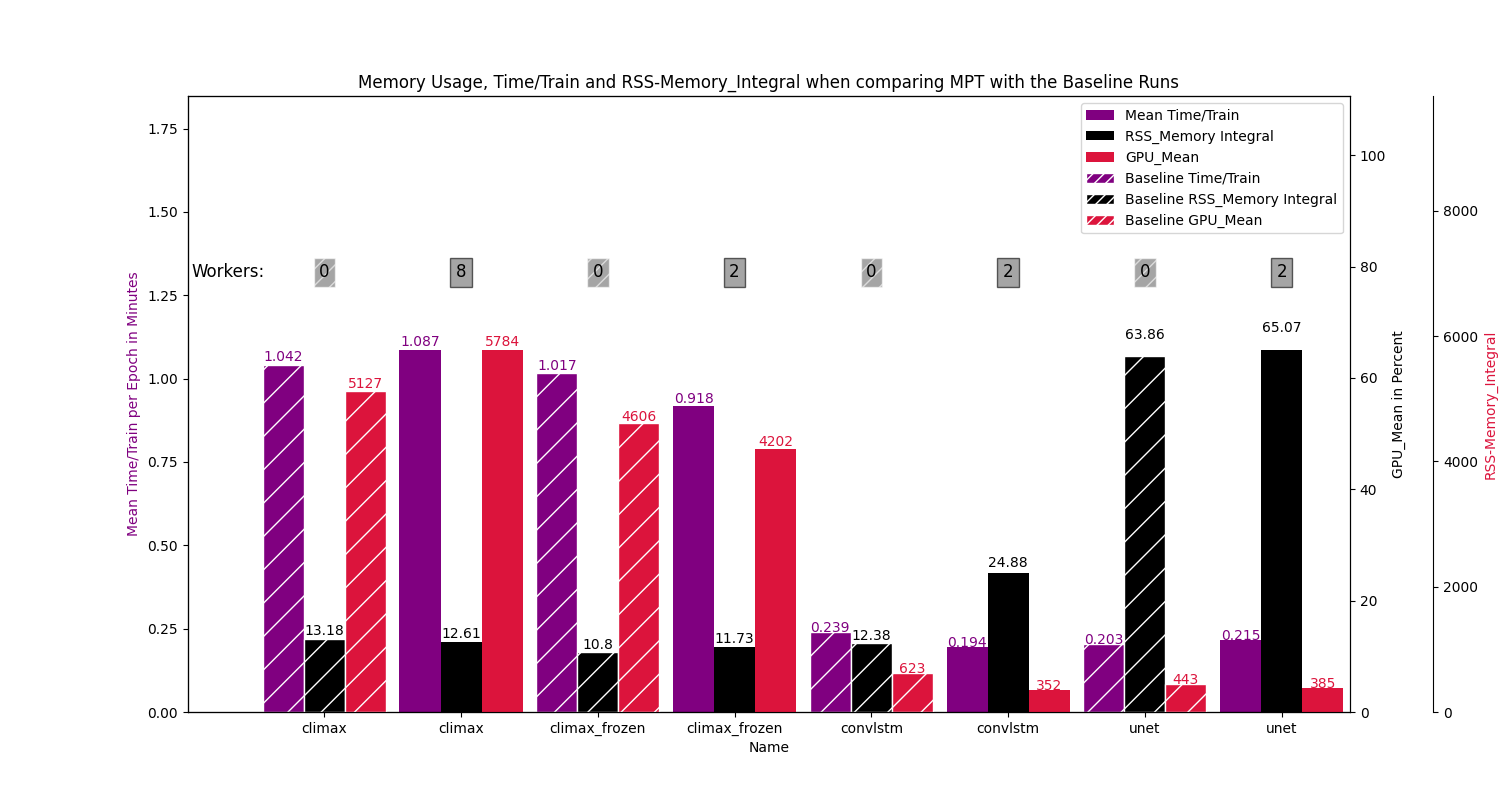 Memory Usage, Time/Train and RSS-Memory_Integral when comparing MPT with the Baseline Runs
Mean Time/Train
RSS_Memory Integral
GPU_Mean
Baseline Time/Train
Baseline RSS_Memory Integral
Baseline GPU_Mean
Mean Time/Train per Epoch in Minutes
1.75
1.50
1.25
1.00
0.75
0.50
0.25
0.00
Workers: 0 8 0 2 0 2 0 2
1.042 13.18 5127
1.087 12.61 5784
1.017 10.8 4606
0.918 11.73 4202
0.239 12.38 623
0.194 24.88 352
0.203 63.86 443
0.215 65.07 385
climax climax climax_frozen climax_frozen convlstm convlstm unet unet
Name
100
80
60
40
20
0
GPU_Mean in Percent
8000
6000
4000
2000
0
RSS-Memory_Integral